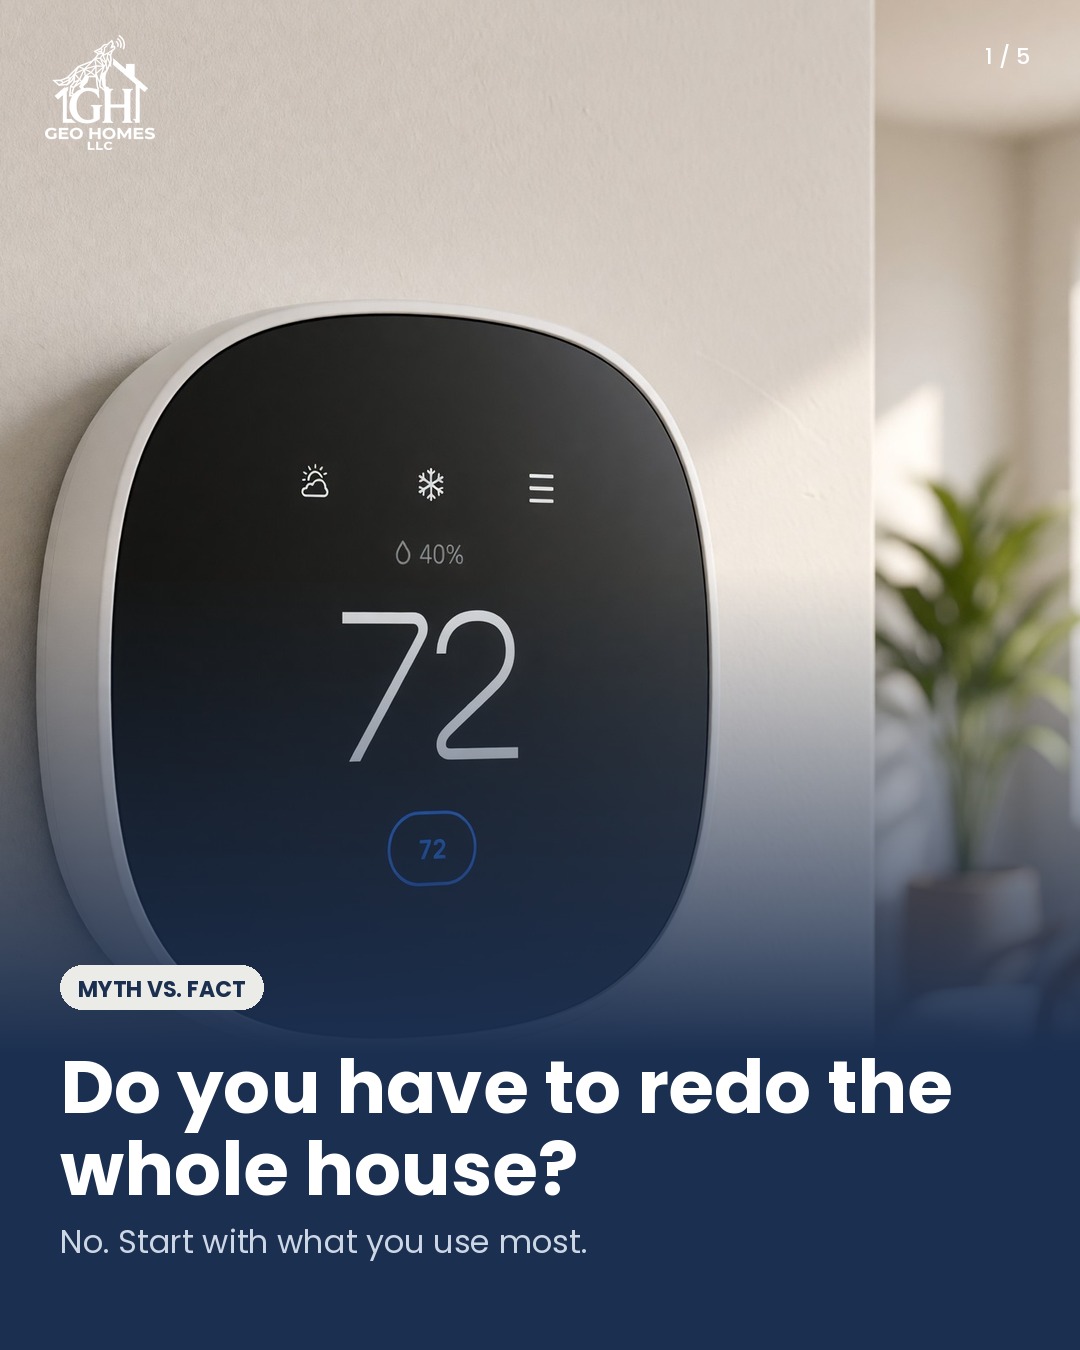 GH
GEO HOMES
LLC
1 / 5
40%
72
72
MYTH VS. FACT
Do you have to redo the
whole house?
No. Start with what you use most.